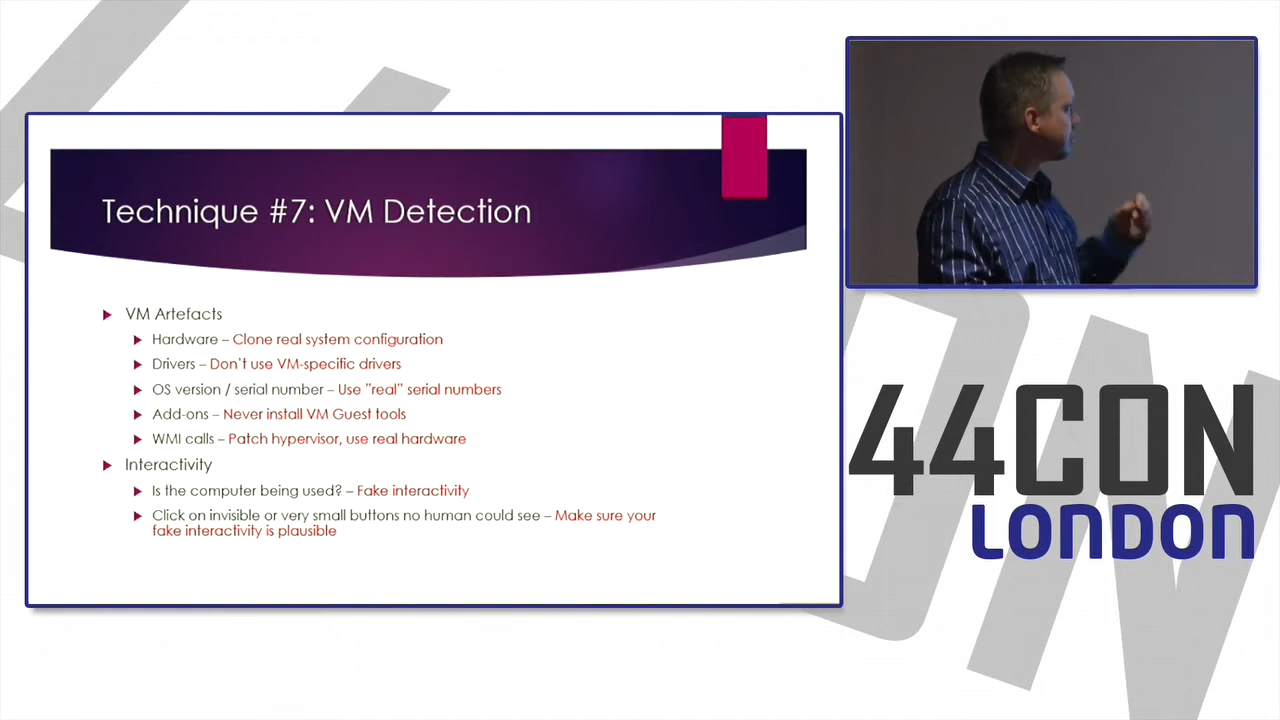 Technique #7: VM Detection
VM Artefacts
Hardware – Clone real system configuration
Drivers – Don't use VM-specific drivers
OS version / serial number – Use "real" serial numbers
Add-ons – Never install VM Guest tools
WMI calls – Patch hypervisor, use real hardware
Interactivity
Is the computer being used? – Fake interactivity
Click on invisible or very small buttons no human could see – Make sure your
fake interactivity is plausible
44CON
LONDON